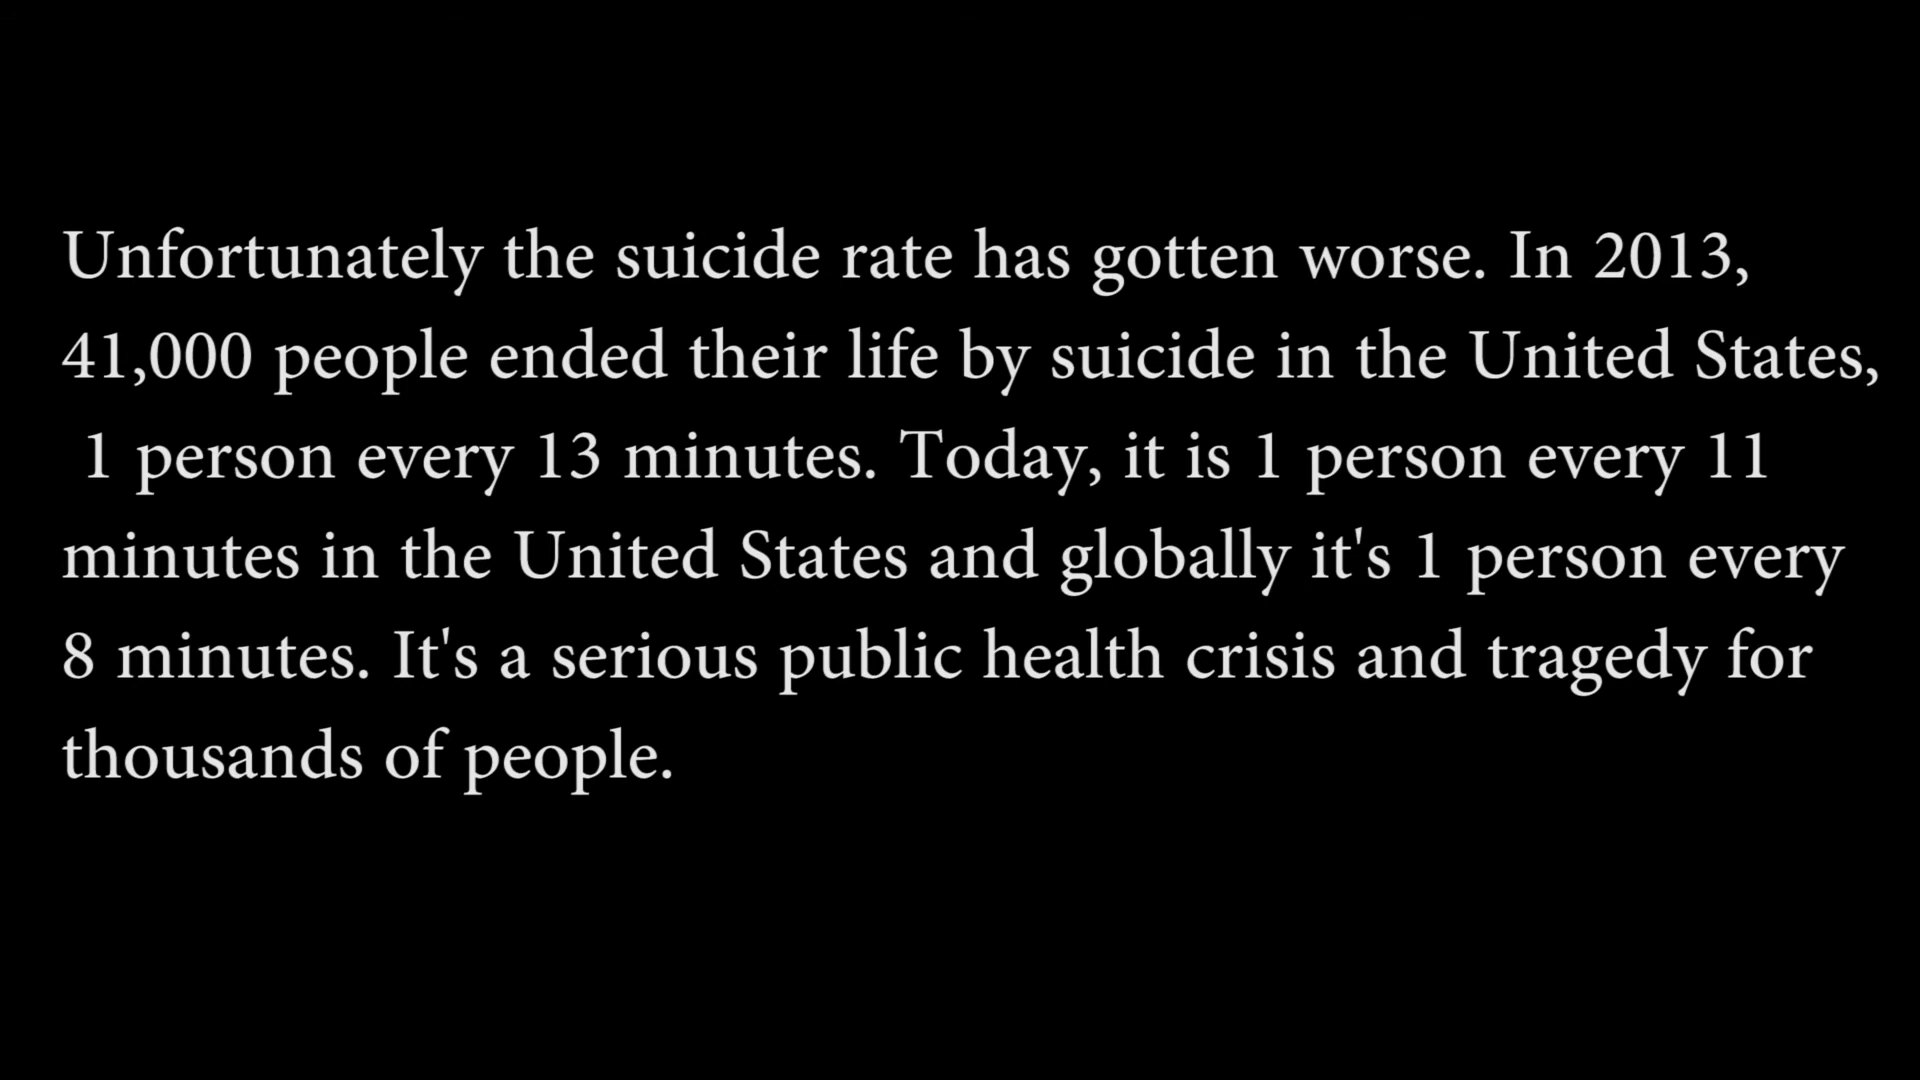 Unfortunately the suicide rate has gotten worse. In 2013,
41,000 people ended their life by suicide in the United States,
1 person every 13 minutes. Today, it is 1 person every 11
minutes in the United States and globally it's 1 person every
8 minutes. It's a serious public health crisis and tragedy for
thousands of people.